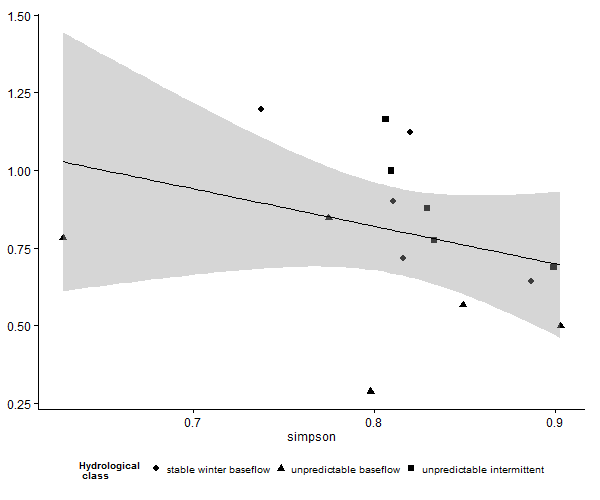 1.50
1.25
1.00
0.75
0.50
0.25
0.7 0.8 0.9
simpson
Hydrological
class
stable winter baseflow unpredictable baseflow unpredictable intermittent